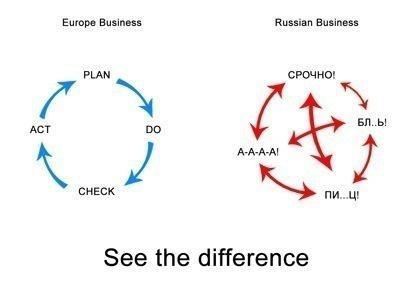 Europe Business
PLAN
DO
CHECK
ACT
Russian Business
СРОЧНО!
БЛ..Ь!
ПИ...Ц!
А-А-А-А!
See the difference